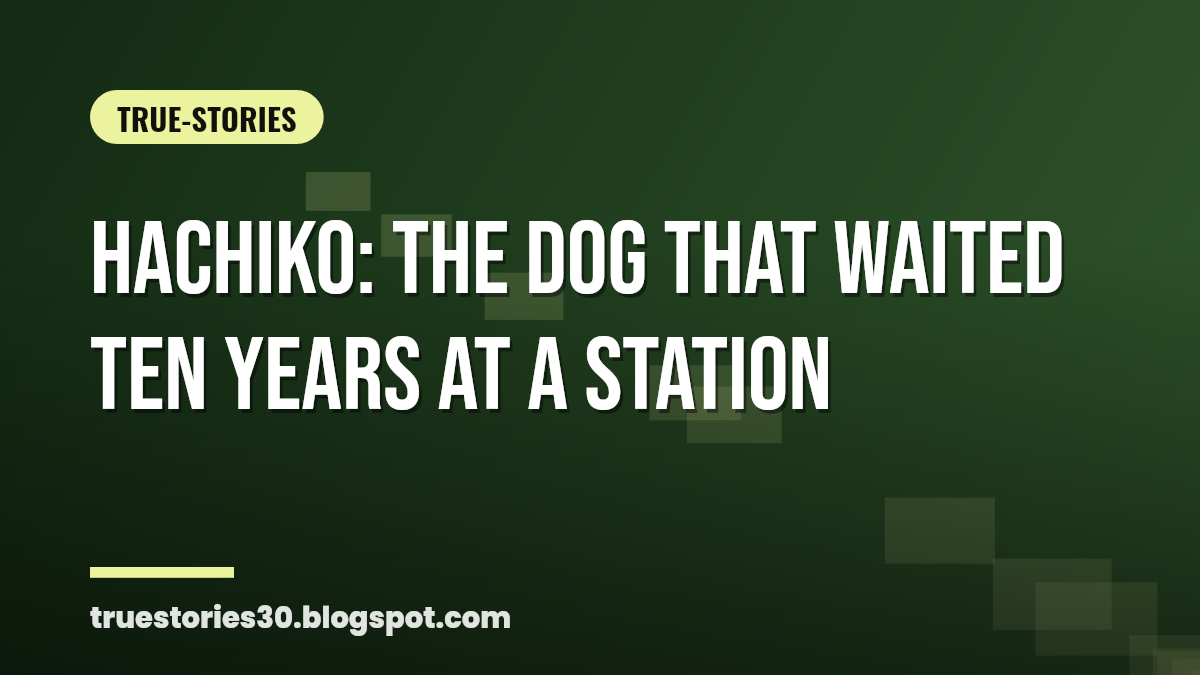 TRUE-STORIES
HACHIKO: THE DOG THAT WAITED
TEN YEARS AT A STATION
truestories30.blogspot.com